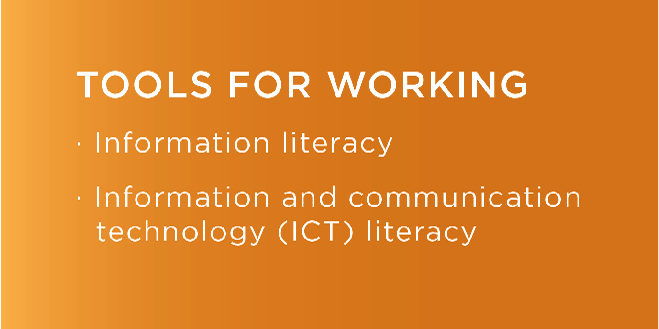 TOOLS FOR WORKING
· Information literacy
· Information and communication
technology (ICT) literacy